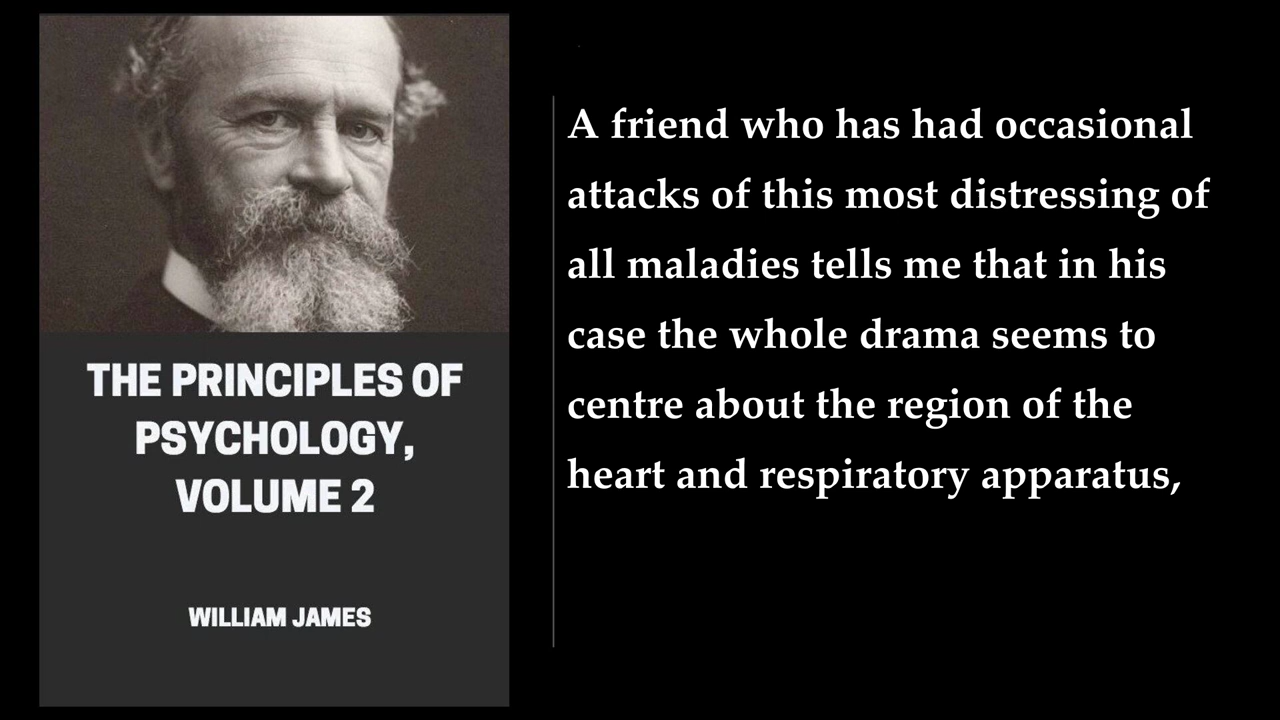 THE PRINCIPLES OF
PSYCHOLOGY,
VOLUME 2
WILLIAM JAMES
A friend who has had occasional
attacks of this most distressing of
all maladies tells me that in his
case the whole drama seems to
centre about the region of the
heart and respiratory apparatus,